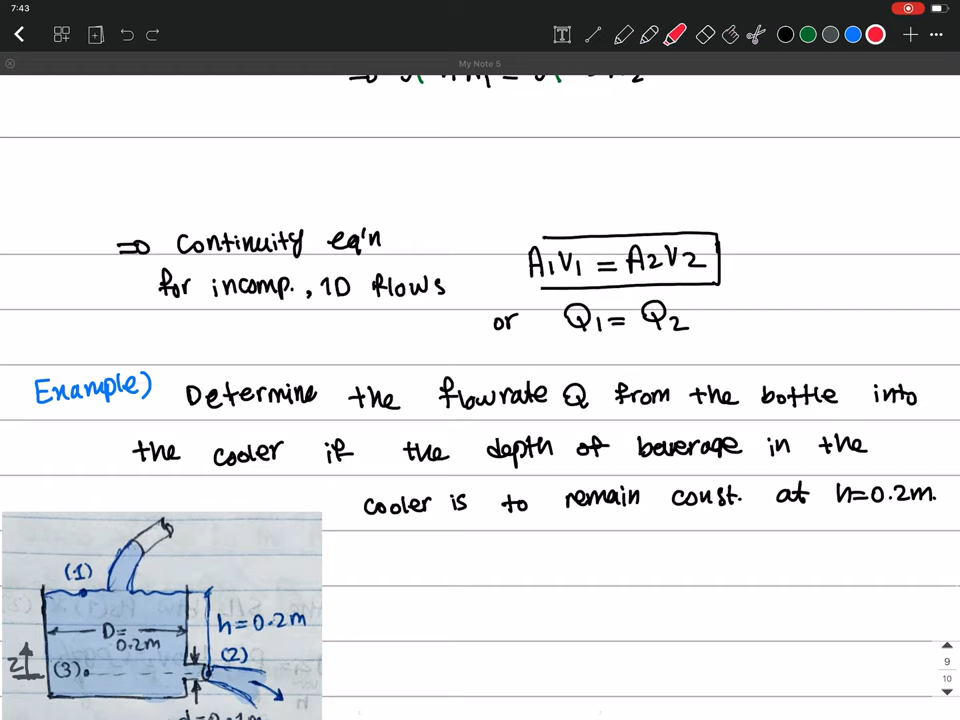 7:43
My Note 5
⇒ Continuity eq'n
for incomp., 1D flows
A1V1 = A2V2
or Q1 = Q2
Example) Determine the flowrate Q from the bottle into
the cooler if the depth of beverage in the
cooler is to remain const. at h=0.2m.
(1)
h=0.2m
D=
0.2m
(2)
z
(3)
9
10